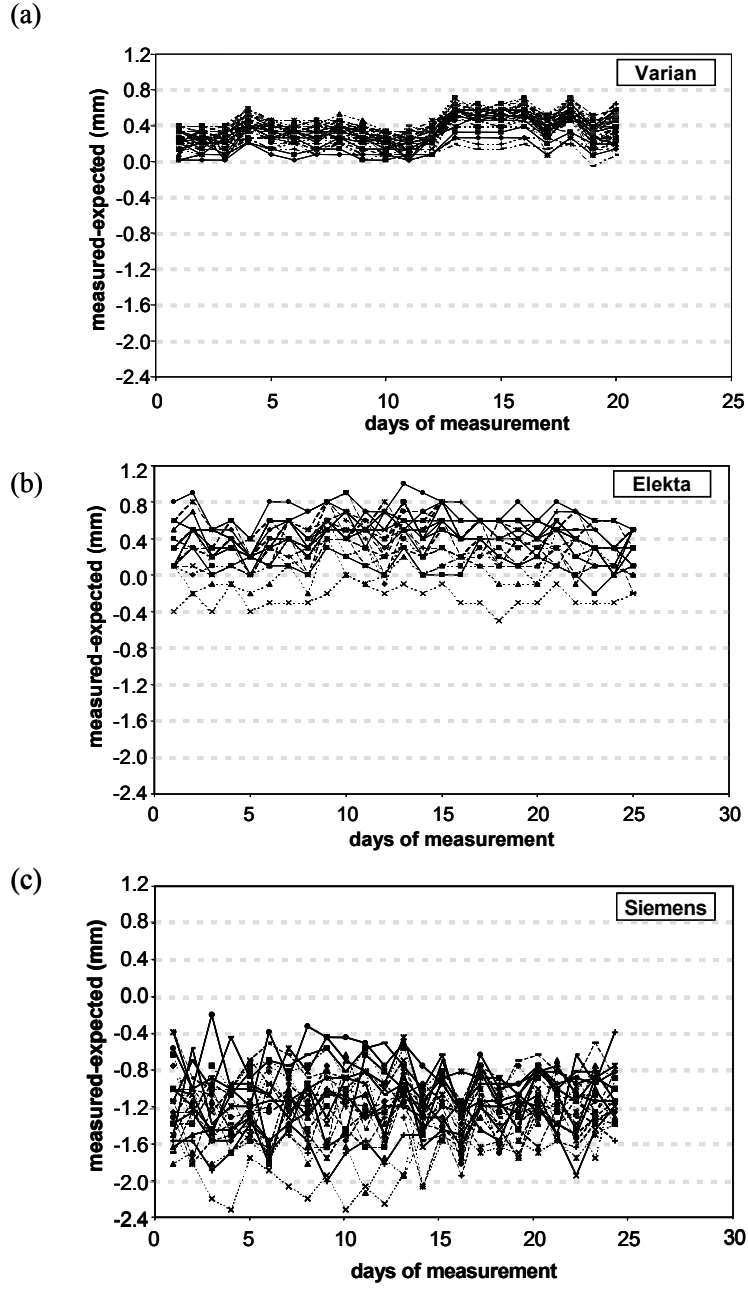 (a)
1.2
Varian
0.8
0.4
0.0
-0.4
-0.8
-1.2
-1.6
-2.0
-2.4
measured-expected (mm)
0 5 10 15 20 25
days of measurement
(b)
1.2
Elekta
0.8
0.4
0.0
-0.4
-0.8
-1.2
-1.6
-2.0
-2.4
measured-expected (mm)
0 5 10 15 20 25 30
days of measurement
(c)
1.2
Siemens
0.8
0.4
0.0
-0.4
-0.8
-1.2
-1.6
-2.0
-2.4
measured-expected (mm)
0 5 10 15 20 25 30
days of measurement